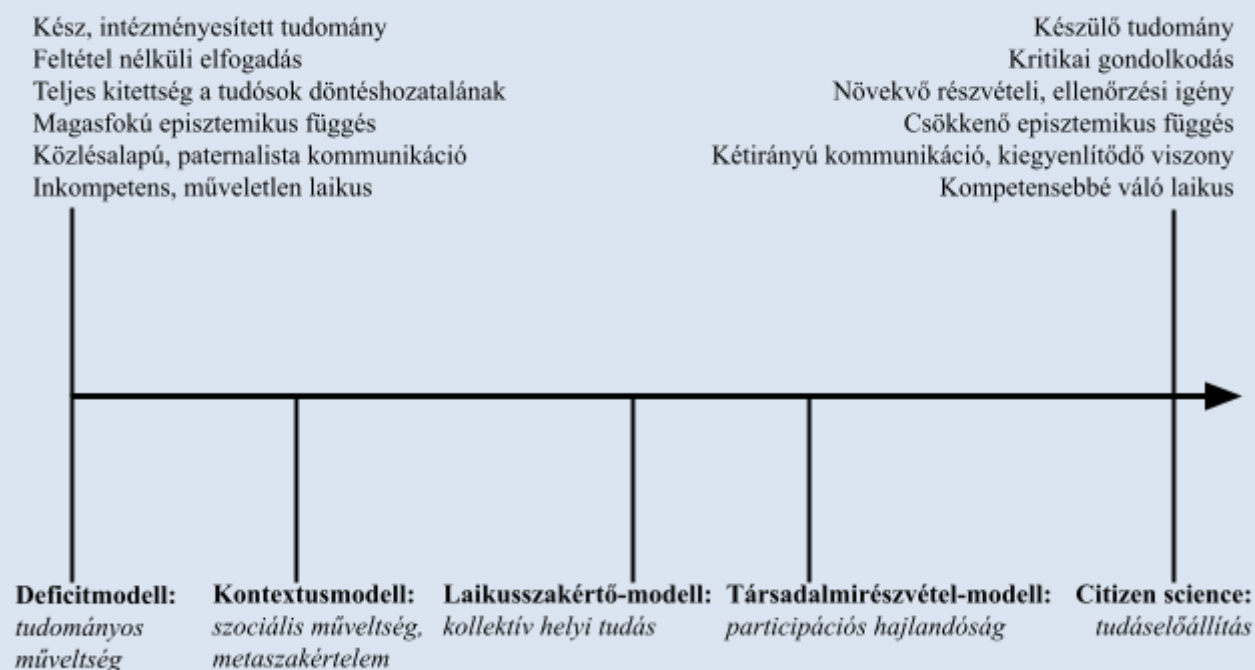 Kész, intézményesített tudomány
Feltétel nélküli elfogadás
Teljes kitettség a tudósok döntéshozatalának
Magasfokú episztemikus függés
Közlésalapú, paternalista kommunikáció
Inkompetens, műveletlen laikus
Készülő tudomány
Kritikai gondolkodás
Növekvő részvételi, ellenőrzési igény
Csökkenő episztemikus függés
Kétirányú kommunikáció, kiegyenlítődő viszony
Kompetensebbé váló laikus
Deficitmodell:
tudományos
műveltség
Kontextusmodell:
szociális műveltség,
metaszakértelem
Laikusszakértő-modell:
kollektív helyi tudás
Társadalmirészvétel-modell:
participációs hajlandóság
Citizen science:
tudáselőállítás